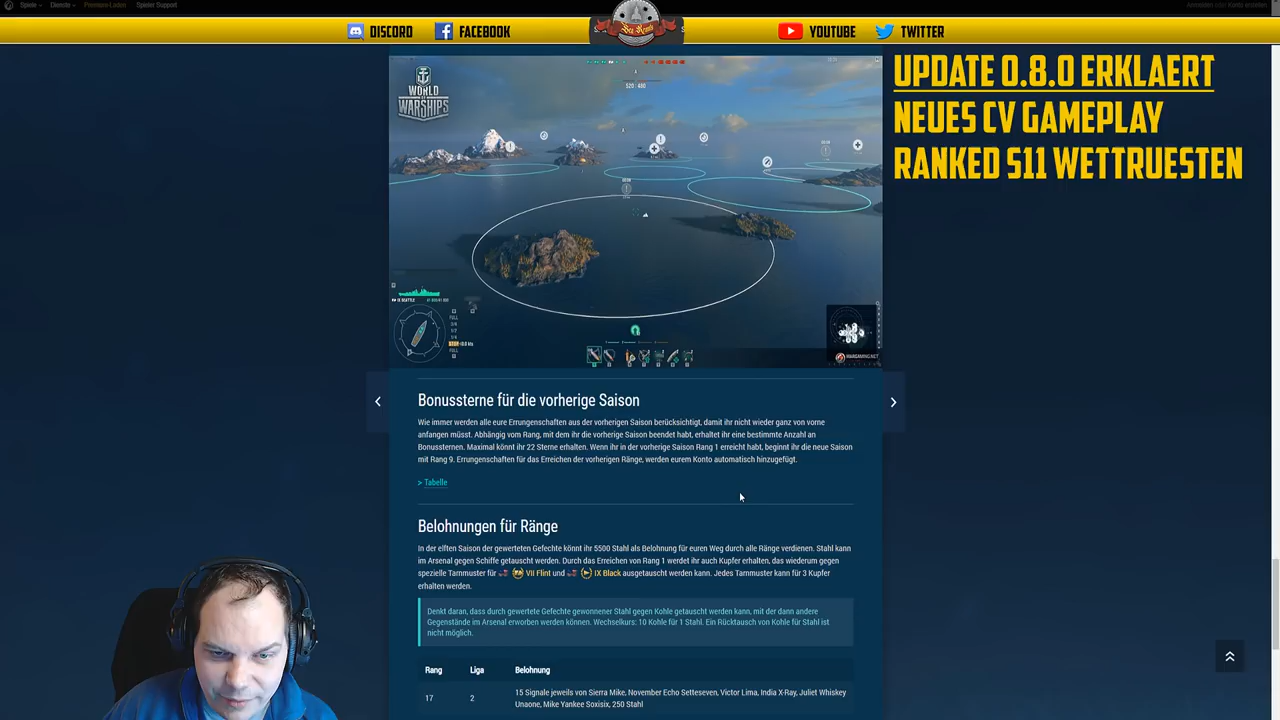 Spiele
Dienste
Premium-Laden
Spieler Support
DISCORD
FACEBOOK
YOUTUBE
TWITTER
UPDATE 0.8.0 ERKLAERT
NEUES CV GAMEPLAY
RANKED S11 WETTRUESTEN
WORLD
OF
WARSHIPS
520 : 460
WARGAMING.NET
Bonussterne für die vorherige Saison
Wie immer werden alle eure Errungenschaften aus der vorherigen Saison berücksichtigt, damit ihr nicht wieder ganz von vorne
anfangen müsst. Abhängig vom Rang, mit dem ihr die vorherige Saison beendet habt, erhaltet ihr eine bestimmte Anzahl an
Bonussternen. Maximal könnt ihr 22 Sterne erhalten. Wenn ihr in der vorherige Saison Rang 1 erreicht habt, beginnt ihr die neue Saison
mit Rang 9. Errungenschaften für das Erreichen der vorherigen Ränge, werden eurem Konto automatisch hinzugefügt.
> Tabelle
Belohnungen für Ränge
In der elften Saison der gewerteten Gefechte könnt ihr 5500 Stahl als Belohnung für euren Weg durch alle Ränge verdienen. Stahl kann
im Arsenal gegen Schiffe getauscht werden. Durch das Erreichen von Rang 1 werdet ihr auch Kupfer erhalten, das wiederum gegen
spezielle Tarnmuster für VII Flint und IX Black ausgetauscht werden kann. Jedes Tarnmuster kann für 3 Kupfer
erhalten werden.
Denkt daran, dass durch gewertete Gefechte gewonnener Stahl gegen Kohle getauscht werden kann, mit der dann andere
Gegenstände im Arsenal erworben werden können. Wechselkurs: 10 Kohle für 1 Stahl. Ein Rücktausch von Kohle für Stahl ist
nicht möglich.
Rang Liga Belohnung
17 2 15 Signale jeweils von Sierra Mike, November Echo Setteseven, Victor Lima, India X-Ray, Juliet Whiskey
Unaone, Mike Yankee Soxisix, 250 Stahl